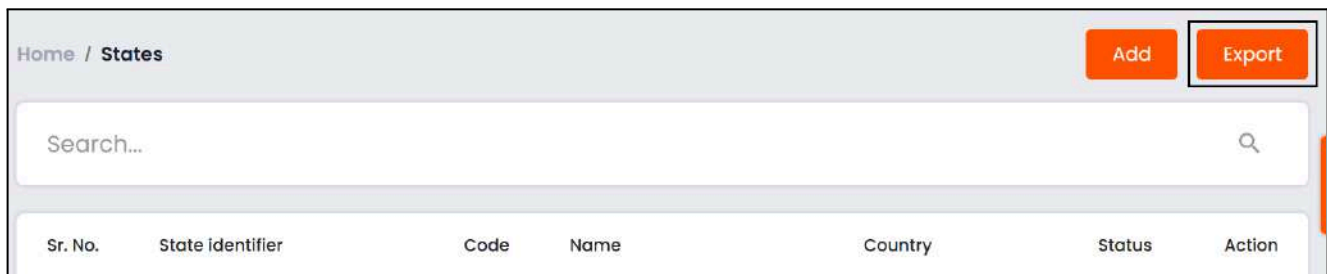 Home / States Add Export
Search...
Sr. No. State identifier Code Name Country Status Action